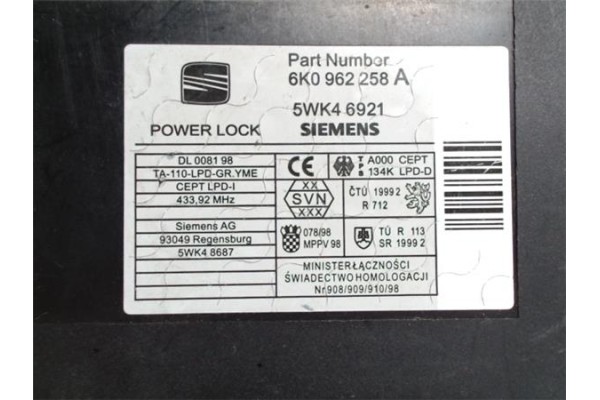 Part Number
6K0 962 258 A
5WK4 6921
POWER LOCK SIEMENS
DL 0081 98
TA-110-LPD-GR.YME
CEPT LPD-I
433,92 MHz
Siemens AG
93049 Regensburg
5WK4 8687
CE
T P B A000 CEPT
134K LPD-D
XX
SVN
XXX
ČTÚ 1999 2
R 712
078/98
MPPV 98
TÚ R 113
SR 1999 2
MINISTER ŁĄCZNOŚCI
ŚWIADECTWO HOMOLOGACJI
Nr.908/909/910/98